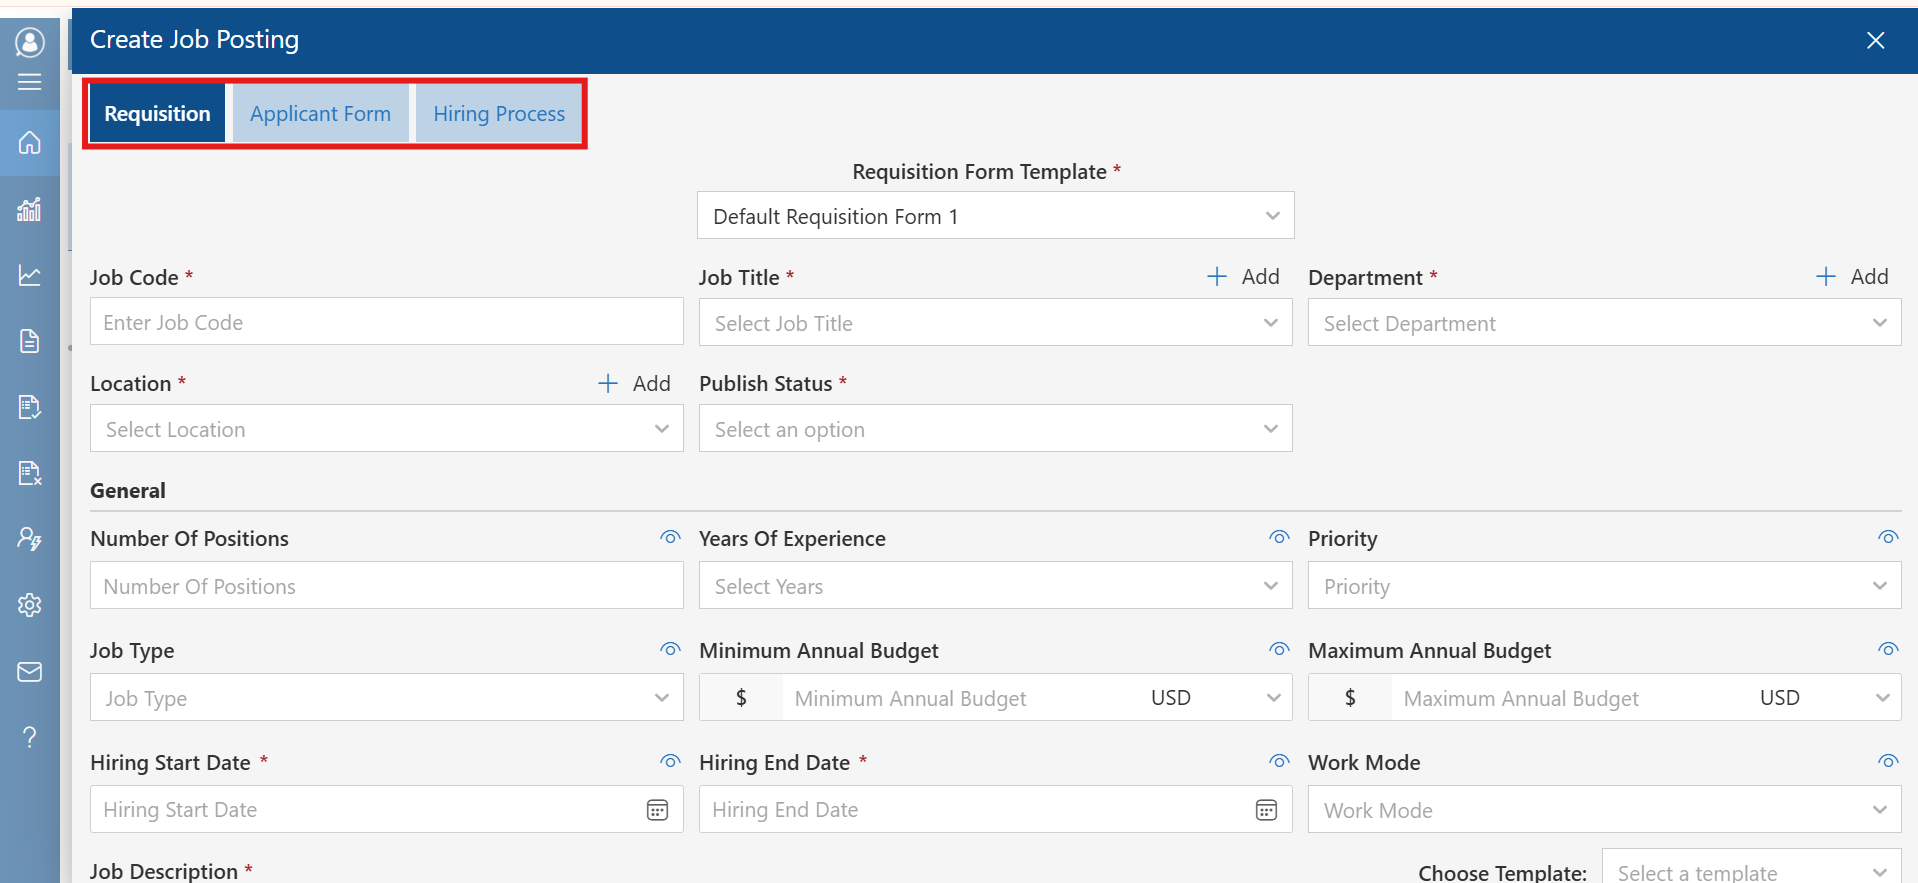 Create Job Posting
Requisition Applicant Form Hiring Process
Requisition Form Template *
Default Requisition Form 1
Job Code * Job Title * + Add Department * + Add
Enter Job Code Select Job Title Select Department
Location * + Add Publish Status *
Select Location Select an option
General
Number Of Positions Years Of Experience Priority
Number Of Positions Select Years Priority
Job Type Minimum Annual Budget Maximum Annual Budget
Job Type $ Minimum Annual Budget USD $ Maximum Annual Budget USD
Hiring Start Date * Hiring End Date * Work Mode
Hiring Start Date Hiring End Date Work Mode
Job Description * Choose Template: Select a template